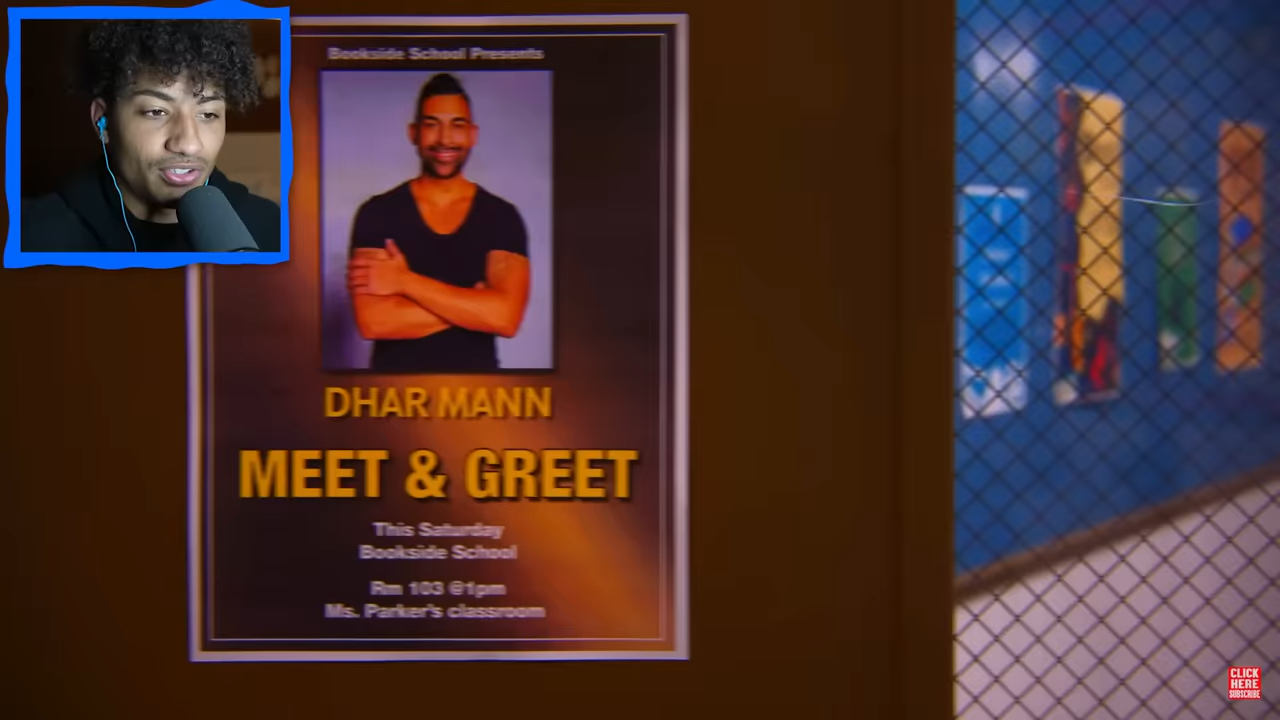 Bookside School Presents
DHAR MANN
MEET & GREET
This Saturday
Bookside School
Rm 103 @1pm
Ms. Parker's classroom
CLICK
HERE
SUBSCRIBE